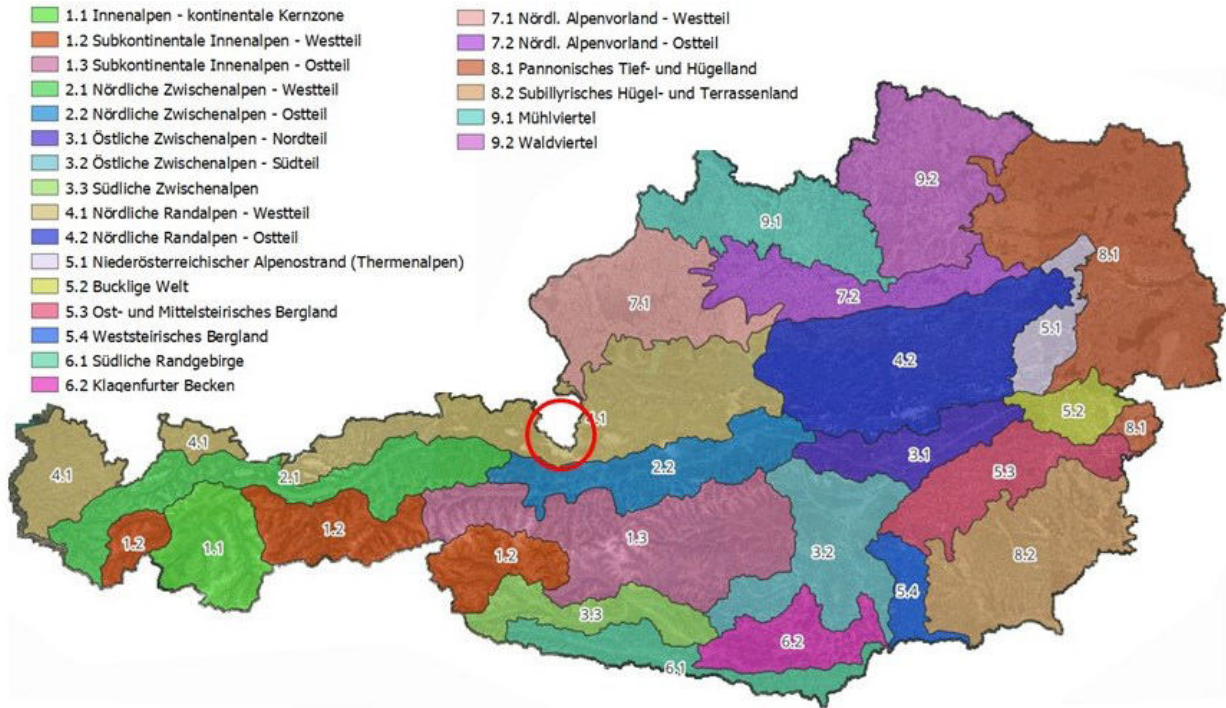 1.1 Innenalpen - kontinentale Kernzone
1.2 Subkontinentale Innenalpen - Westteil
1.3 Subkontinentale Innenalpen - Ostteil
2.1 Nördliche Zwischenalpen - Westteil
2.2 Nördliche Zwischenalpen - Ostteil
3.1 Östliche Zwischenalpen - Nordteil
3.2 Östliche Zwischenalpen - Südteil
3.3 Südliche Zwischenalpen
4.1 Nördliche Randalpen - Westteil
4.2 Nördliche Randalpen - Ostteil
5.1 Niederösterreichischer Alpenostrand (Thermenalpen)
5.2 Bucklige Welt
5.3 Ost- und Mittelsteirisches Bergland
5.4 Weststeirisches Bergland
6.1 Südliche Randgebirge
6.2 Klagenfurter Becken
7.1 Nördl. Alpenvorland - Westteil
7.2 Nördl. Alpenvorland - Ostteil
8.1 Pannonisches Tief- und Hügelland
8.2 Subillyrisches Hügel- und Terrassenland
9.1 Mühlviertel
9.2 Waldviertel
9.2
9.1
8.1
7.1
7.2
5.1
4.2
5.2
4.1
4.1
4.1
8.1
3.1
2.2
2.1
5.3
1.3
1.2
1.1
1.2
1.2
3.2
8.2
5.4
3.3
6.2
6.1